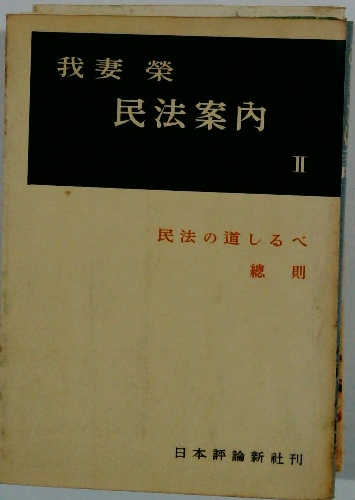 我妻 榮
民法案內
II
民法の道しるべ
總 則
日本評論新社刊